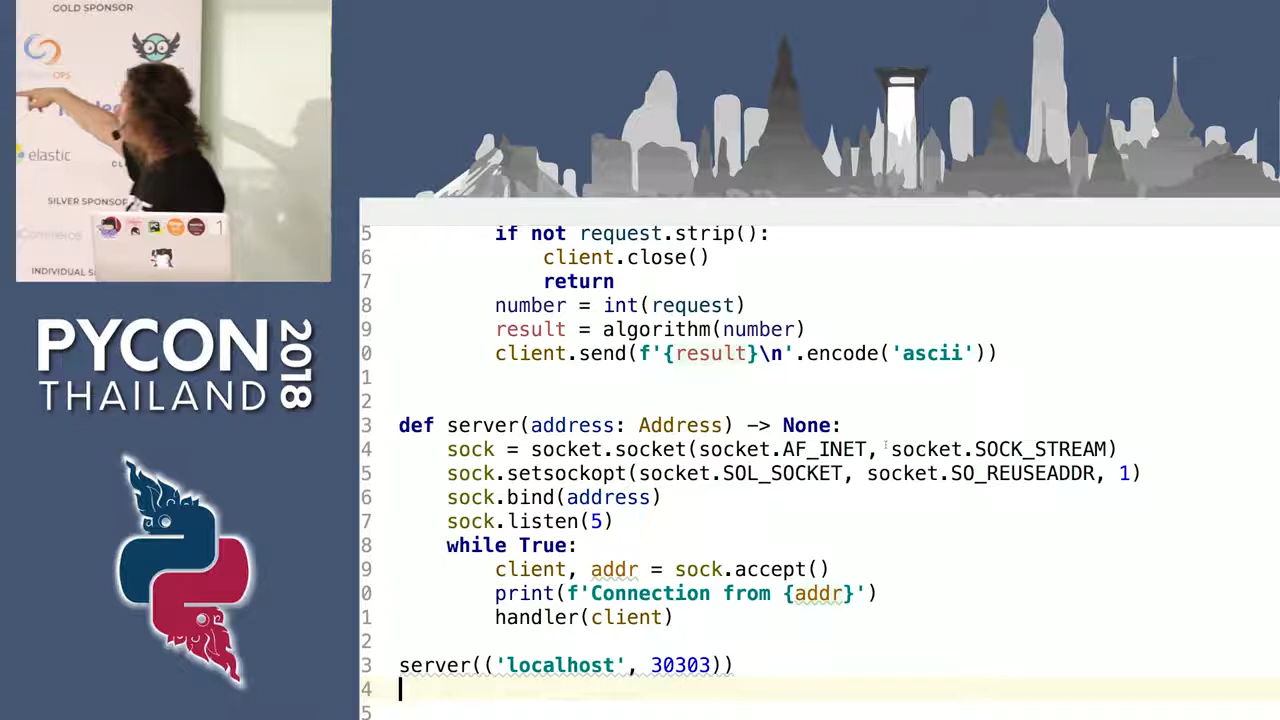 GOLD SPONSOR
OPS
elastic
SILVER SPONSOR
INDIVIDUAL S
PYCON
THAILAND
2018
5 if not request.strip():
6 client.close()
7 return
8 number = int(request)
9 result = algorithm(number)
0 client.send(f'{result}\n'.encode('ascii'))
1
2
3 def server(address: Address) -> None:
4 sock = socket.socket(socket.AF_INET, socket.SOCK_STREAM)
5 sock.setsockopt(socket.SOL_SOCKET, socket.SO_REUSEADDR, 1)
6 sock.bind(address)
7 sock.listen(5)
8 while True:
9 client, addr = sock.accept()
0 print(f'Connection from {addr}')
1 handler(client)
2
3 server(('localhost', 30303))
4
5